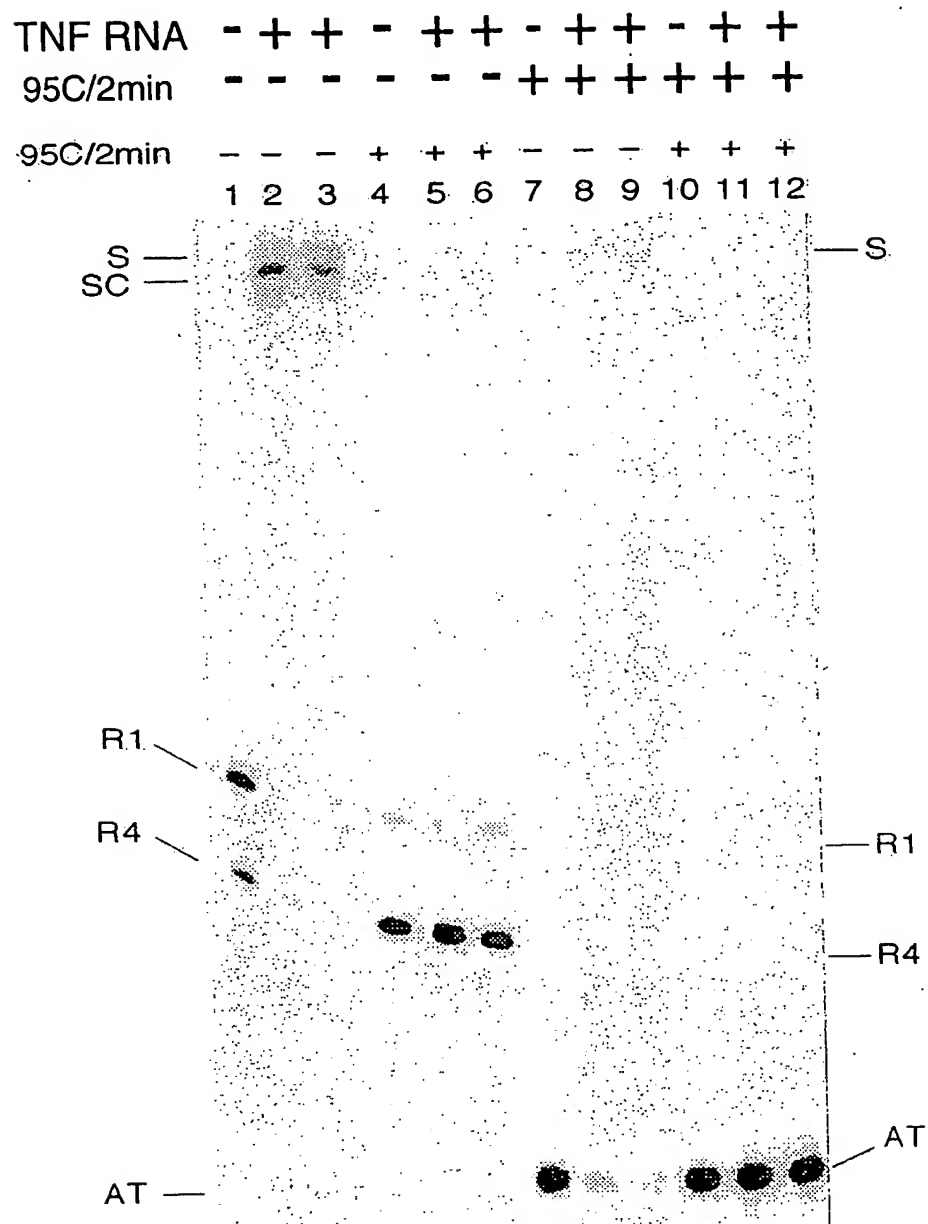 TNF RNA - + + - + + - + + - + +
95C/2min - - - - - - + + + + + +
95C/2min - - - + + + - - - + + +
1 2 3 4 5 6 7 8 9 10 11 12
S S
SC
R1
R4
R1
R4
AT
AT